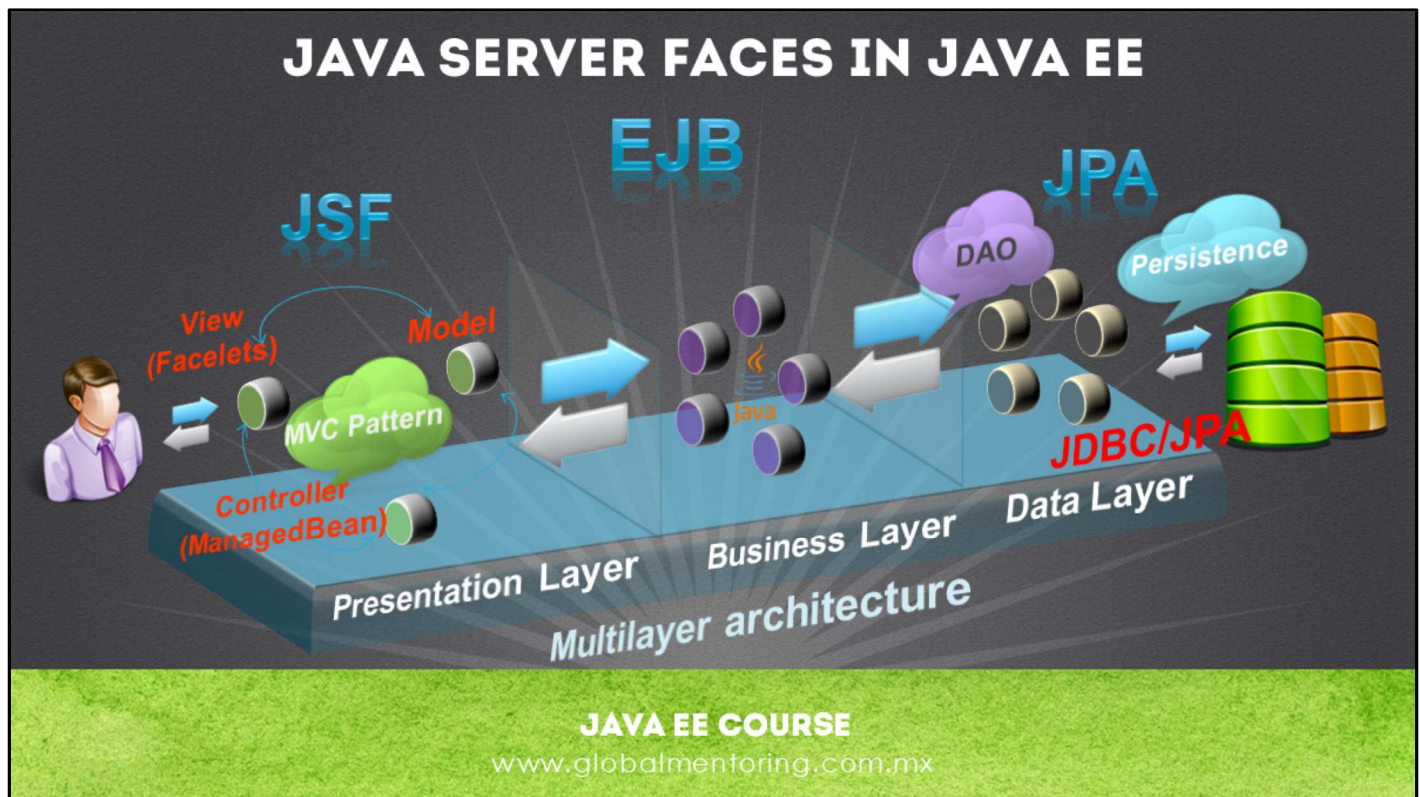 JAVA SERVER FACES IN JAVA EE
EJB
JPA
JSF
DAO
Persistence
View
(Facelets)
Model
MVC Pattern
Java
JDBC/JPA
Controller
(ManagedBean)
Presentation Layer
Business Layer
Data Layer
Multilayer architecture
JAVA EE COURSE
www.globalmentoring.com.mx